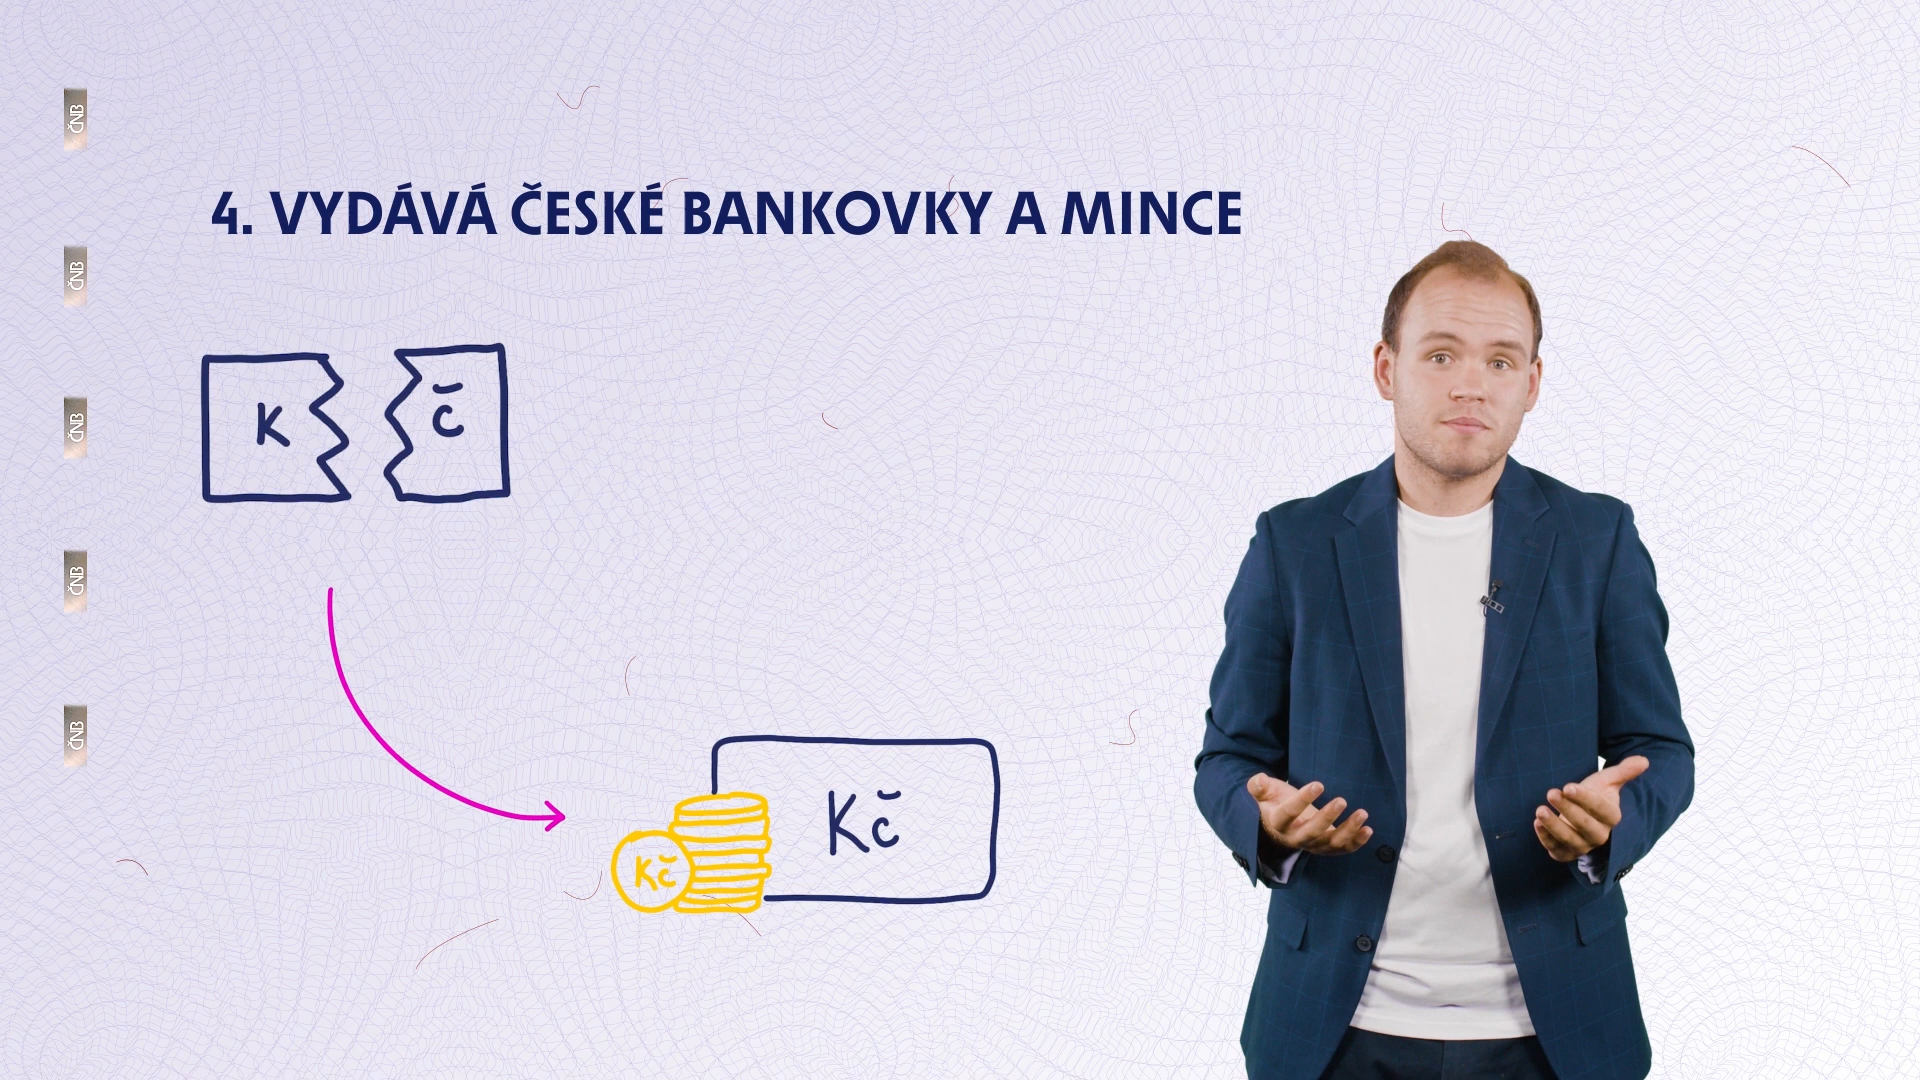 4. VYDÁVÁ ČESKÉ BANKOVKY A MINCE
ČNB
ČNB
ČNB
ČNB
ČNB
K
Č
Kč
Kč